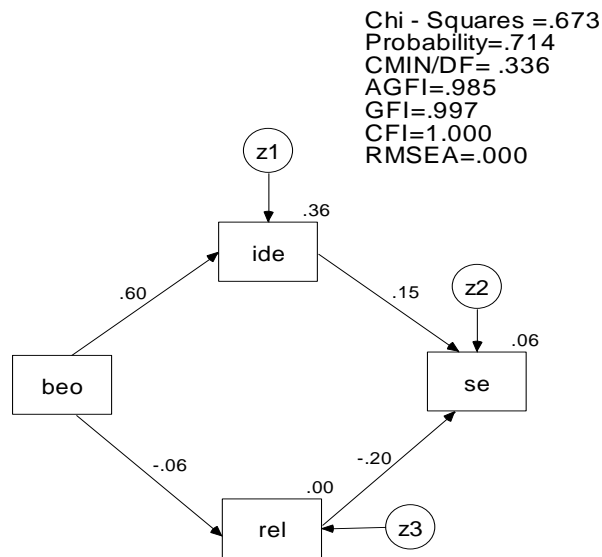 Chi - Squares =.673
Probability=.714
CMIN/DF= .336
AGFI=.985
GFI=.997
CFI=1.000
RMSEA=.000
z1
.36
ide
.60
.15
z2
.06
beo
se
-.06
-.20
.00
rel
z3